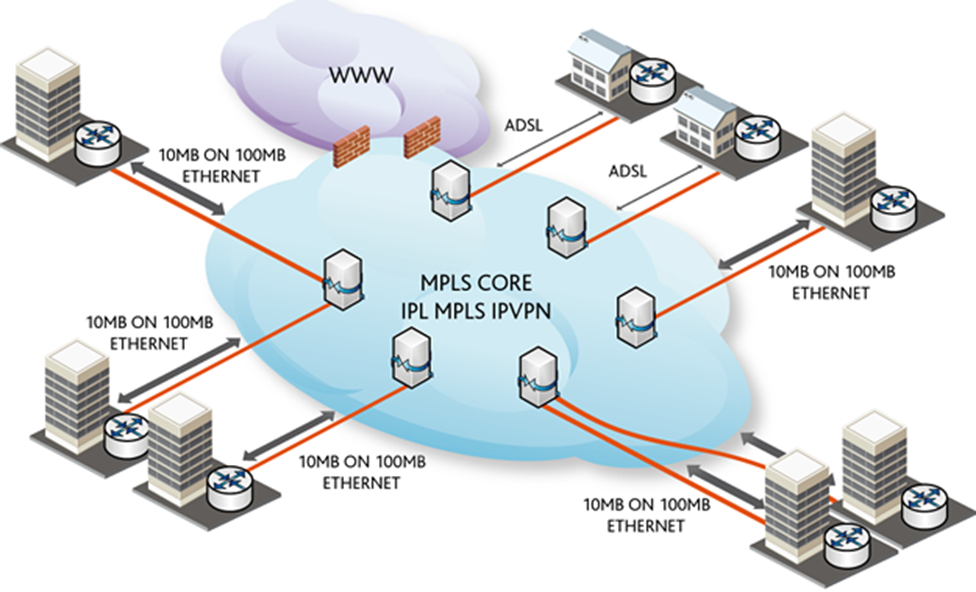 WWW
ADSL
10MB ON 100MB
ETHERNET
ADSL
MPLS CORE
IPL MPLS IPVPN
10MB ON 100MB
ETHERNET
10MB ON 100MB
ETHERNET
10MB ON 100MB
ETHERNET
10MB ON 100MB
ETHERNET